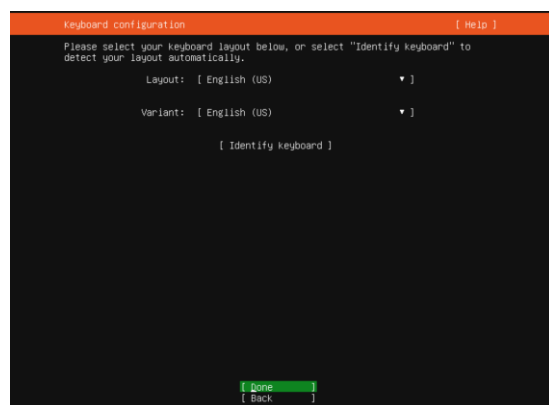 Keyboard configuration [ Help ]
Please select your keyboard layout below, or select "Identify keyboard" to
detect your layout automatically.
Layout: [ English (US) ▾ ]
Variant: [ English (US) ▾ ]
[ Identify keyboard ]
[ Done ]
[ Back ]